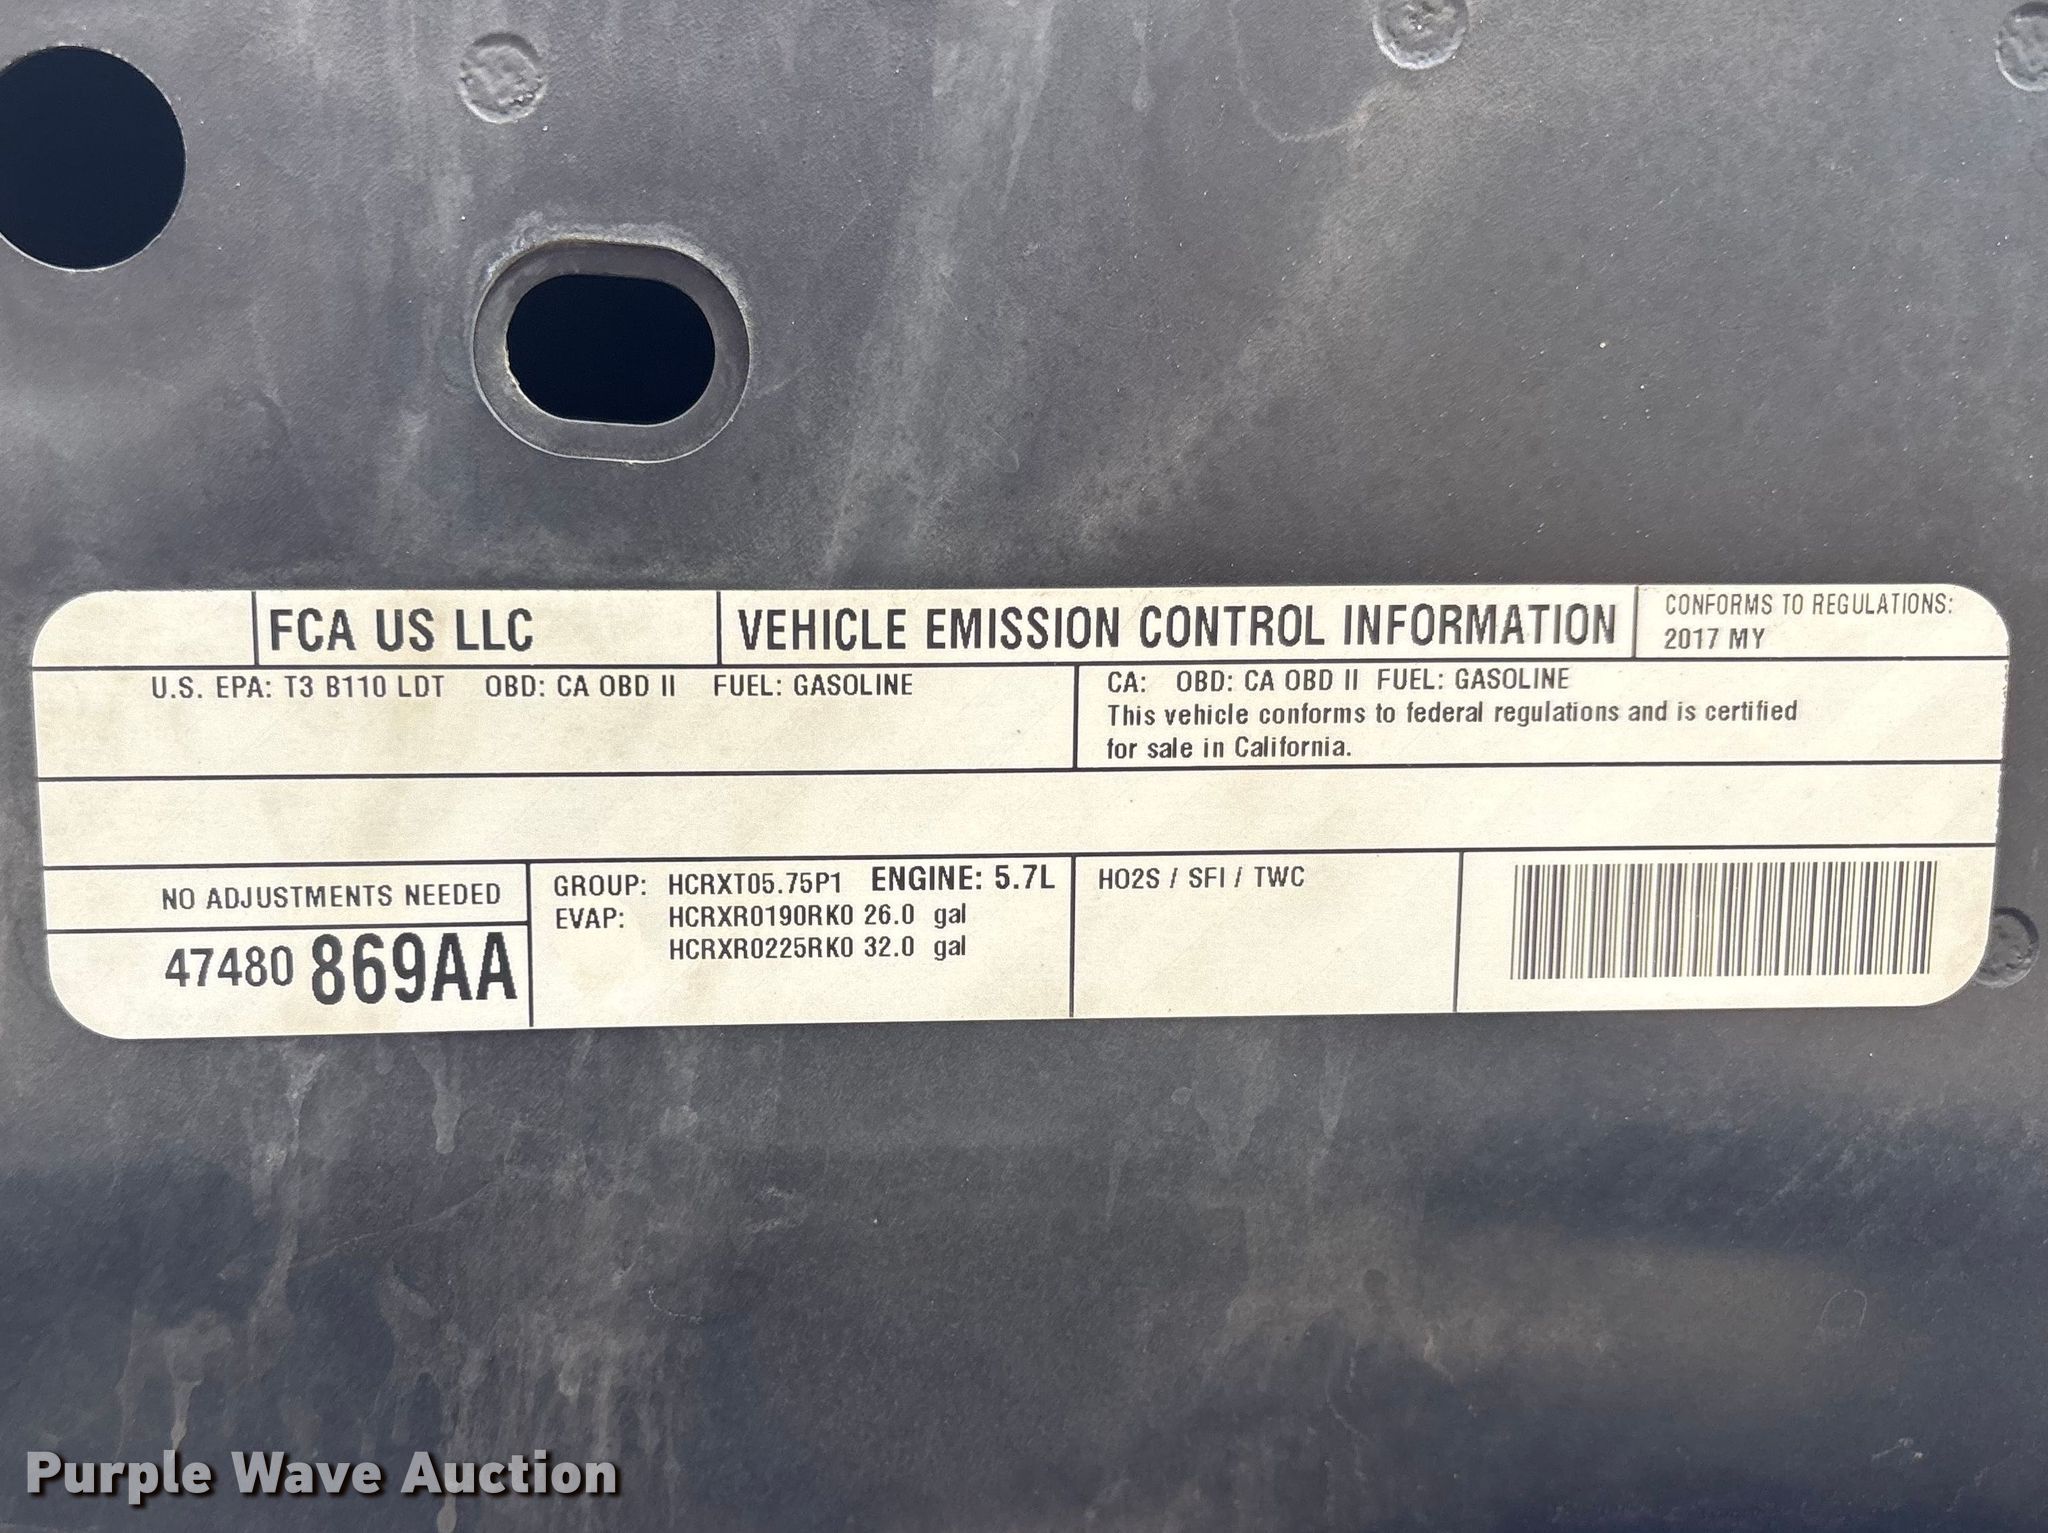 FCA US LLC
VEHICLE EMISSION CONTROL INFORMATION
CONFORMS TO REGULATIONS:
2017 MY
U.S. EPA: T3 B110 LDT OBD: CA OBD II FUEL: GASOLINE
CA: OBD: CA OBD II FUEL: GASOLINE
This vehicle conforms to federal regulations and is certified
for sale in California.
NO ADJUSTMENTS NEEDED
47480 869AA
GROUP: HCRXT05.75P1 ENGINE: 5.7L
EVAP: HCRXR0190RK0 26.0 gal
HCRXR0225RK0 32.0 gal
HO2S / SFI / TWC
Purple Wave Auction